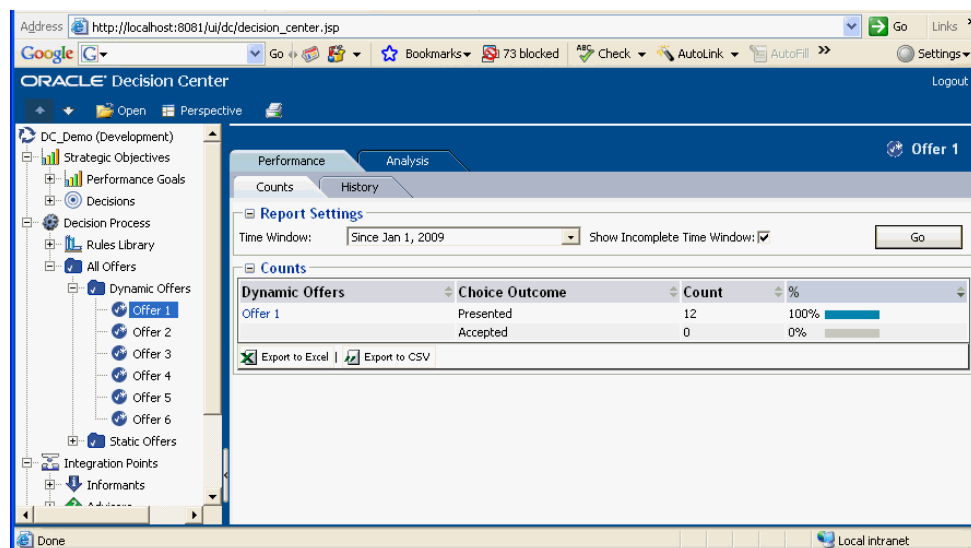 Address http://localhost:8081/ui/dc/decision_center.jsp Go Links
Google G Go Bookmarks 73 blocked ABC Check AutoLink AutoFill » Settings
ORACLE Decision Center Logout
Open Perspective
DC_Demo (Development)
Strategic Objectives
Performance Goals
Decisions
Decision Process
Rules Library
All Offers
Dynamic Offers
Offer 1
Offer 2
Offer 3
Offer 4
Offer 5
Offer 6
Static Offers
Integration Points
Informants
Advisors
Offer 1
Performance Analysis
Counts History
Report Settings
Time Window: Since Jan 1, 2009 Show Incomplete Time Window: Go
Counts
Dynamic Offers Choice Outcome Count %
Offer 1 Presented 12 100%
Accepted 0 0%
Export to Excel | Export to CSV
Done Local intranet